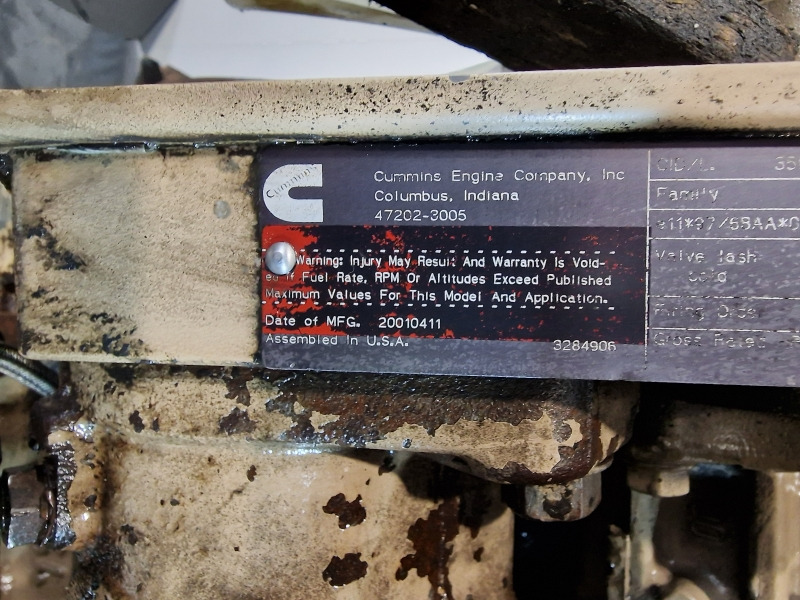 Cummins
Cummins Engine Company, Inc
Columbus, Indiana
47202-3005
Warning: Injury May Result And Warranty Is Void-
ed If Fuel Rate, RPM Or Altitudes Exceed Published
Maximum Values For This Model And Application.
Date of MFG. 20010411
Assembled in U.S.A.
3284906
CID/L. 35
Family
Valve lash
cold
Firing Order
Gross Rated